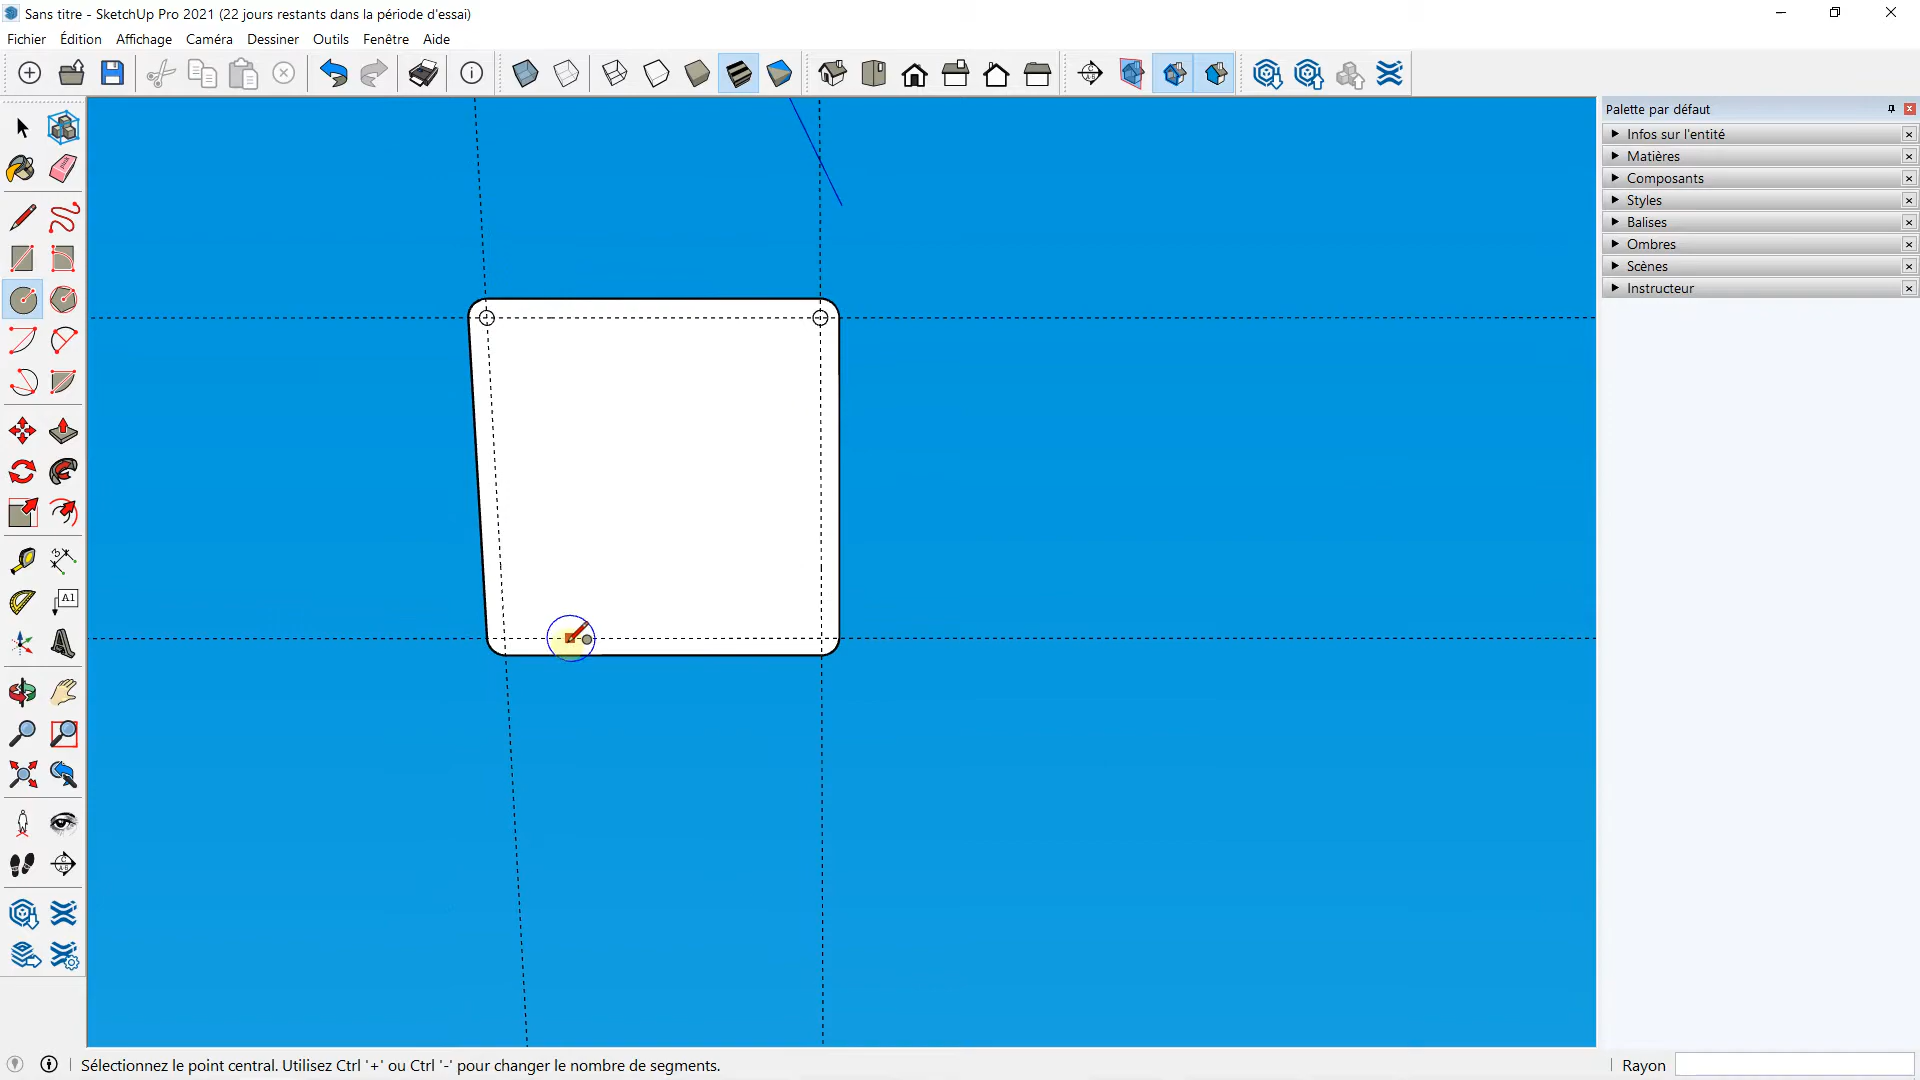 Sans titre - SketchUp Pro 2021 (22 jours restants dans la période d'essai)
Fichier Édition Affichage Caméra Dessiner Outils Fenêtre Aide
Palette par défaut
Infos sur l'entité
Matières
Composants
Styles
Balises
Ombres
Scènes
Instructeur
A1
Sélectionnez le point central. Utilisez Ctrl '+' ou Ctrl '-' pour changer le nombre de segments.
Rayon